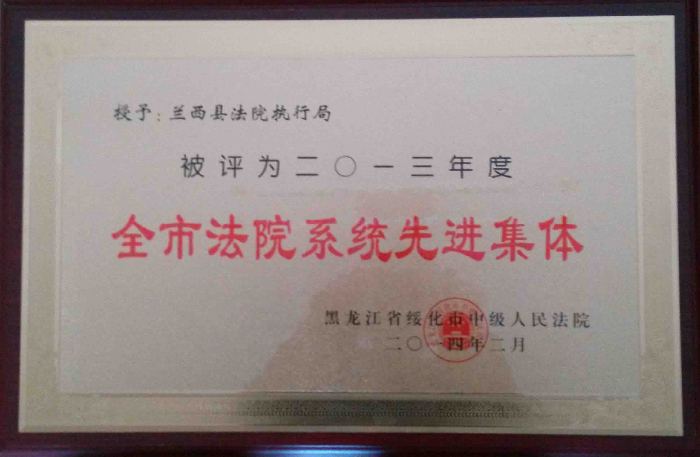 授予：兰西县法院执行局
被评为二〇一三年度
全市法院系统先进集体
黑龙江省绥化市中级人民法院
二〇一四年二月